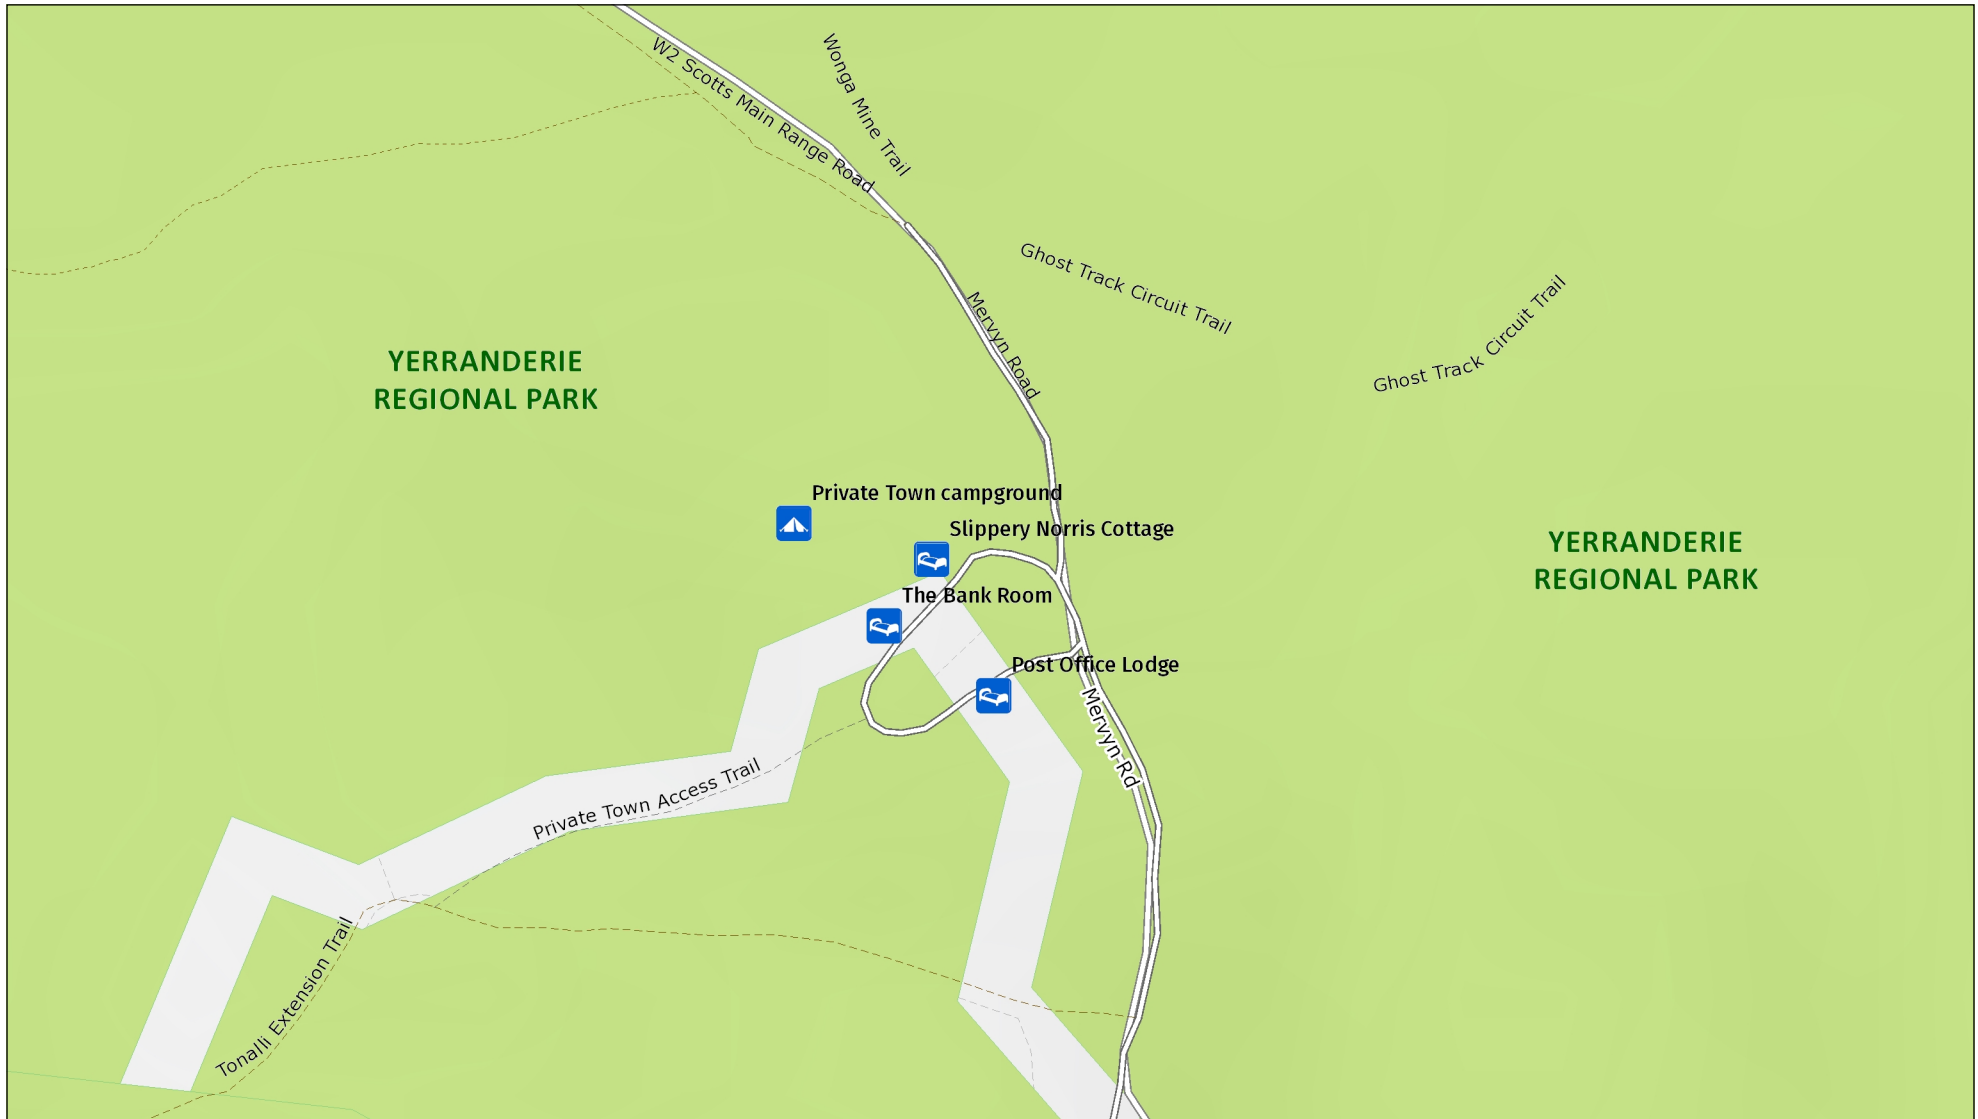 W2 Scotts Main Range Road
Wonga Mine Trail
Ghost Track Circuit Trail
Ghost Track Circuit Trail
Mervyn Road
YERRANDERIE
REGIONAL PARK
Private Town campground
Slippery Norris Cottage
YERRANDERIE
REGIONAL PARK
The Bank Room
Post Office Lodge
Mervyn Rd
Private Town Access Trail
Tonalli Extension Trail